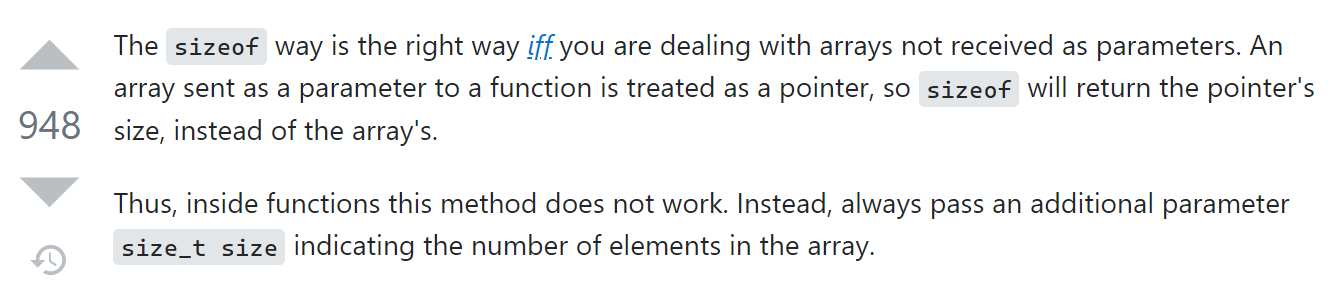 The sizeof way is the right way iff you are dealing with arrays not received as parameters. An
array sent as a parameter to a function is treated as a pointer, so sizeof will return the pointer's
948
size, instead of the array's.
Thus, inside functions this method does not work. Instead, always pass an additional parameter
size_t size indicating the number of elements in the array.